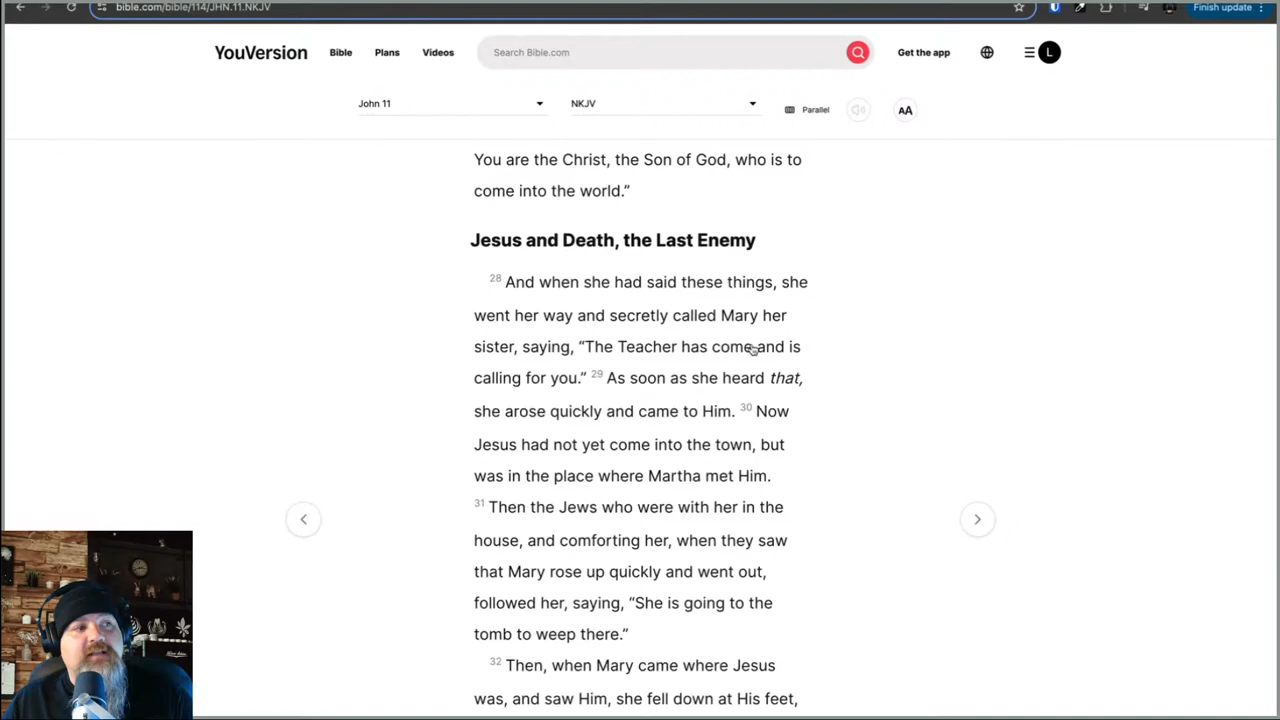 bible.com/bible/114/JHN.11.NKJV
Finish update
YouVersion
Bible
Plans
Videos
Search Bible.com
Get the app
L
John 11
NKJV
Parallel
AA
You are the Christ, the Son of God, who is to
come into the world.”
Jesus and Death, the Last Enemy
28 And when she had said these things, she
went her way and secretly called Mary her
sister, saying, “The Teacher has come and is
calling for you.” 29 As soon as she heard that,
she arose quickly and came to Him. 30 Now
Jesus had not yet come into the town, but
was in the place where Martha met Him.
31 Then the Jews who were with her in the
house, and comforting her, when they saw
that Mary rose up quickly and went out,
followed her, saying, “She is going to the
tomb to weep there.”
32 Then, when Mary came where Jesus
was, and saw Him, she fell down at His feet,